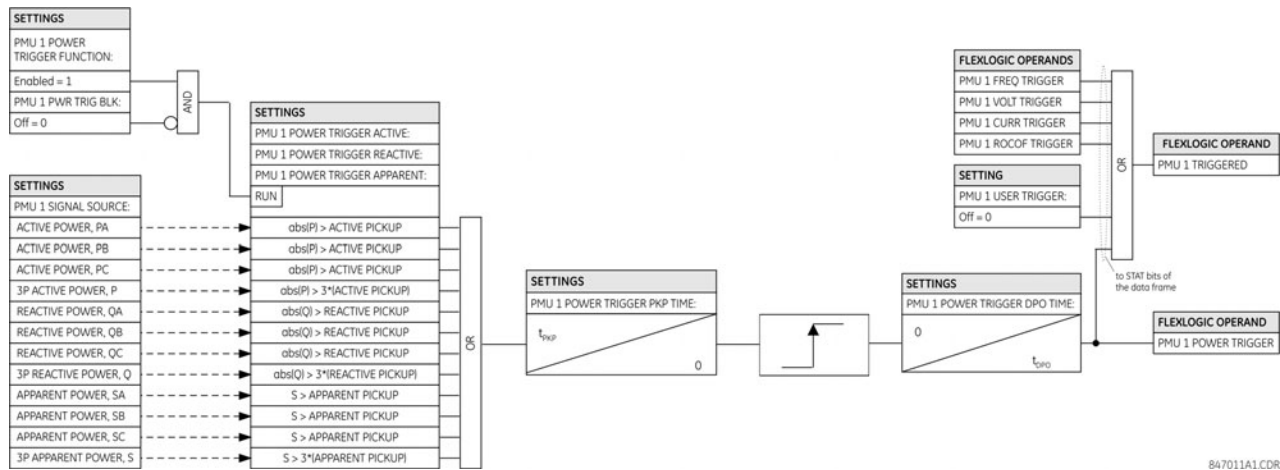 SETTINGS
PMU 1 POWER
TRIGGER FUNCTION:
Enabled = 1
PMU 1 PWR TRIG BLK:
Off = 0
AND
SETTINGS
PMU 1 POWER TRIGGER ACTIVE:
PMU 1 POWER TRIGGER REACTIVE:
PMU 1 POWER TRIGGER APPARENT:
RUN
SETTINGS
PMU 1 SIGNAL SOURCE:
ACTIVE POWER, PA
ACTIVE POWER, PB
ACTIVE POWER, PC
3P ACTIVE POWER, P
REACTIVE POWER, QA
REACTIVE POWER, QB
REACTIVE POWER, QC
3P REACTIVE POWER, Q
APPARENT POWER, SA
APPARENT POWER, SB
APPARENT POWER, SC
3P APPARENT POWER, S
abs(P) > ACTIVE PICKUP
abs(P) > ACTIVE PICKUP
abs(P) > ACTIVE PICKUP
abs(P) > 3*(ACTIVE PICKUP)
abs(Q) > REACTIVE PICKUP
abs(Q) > REACTIVE PICKUP
abs(Q) > REACTIVE PICKUP
abs(Q) > 3*(REACTIVE PICKUP)
S > APPARENT PICKUP
S > APPARENT PICKUP
S > APPARENT PICKUP
S > 3*(APPARENT PICKUP)
OR
SETTINGS
PMU 1 POWER TRIGGER PKP TIME:
tPKP
0
SETTINGS
PMU 1 POWER TRIGGER DPO TIME:
0
tDPO
FLEXLOGIC OPERANDS
PMU 1 FREQ TRIGGER
PMU 1 VOLT TRIGGER
PMU 1 CURR TRIGGER
PMU 1 ROCOF TRIGGER
SETTING
PMU 1 USER TRIGGER:
Off = 0
OR
to STAT bits of
the data frame
FLEXLOGIC OPERAND
PMU 1 TRIGGERED
FLEXLOGIC OPERAND
PMU 1 POWER TRIGGER
847011A1.CDR